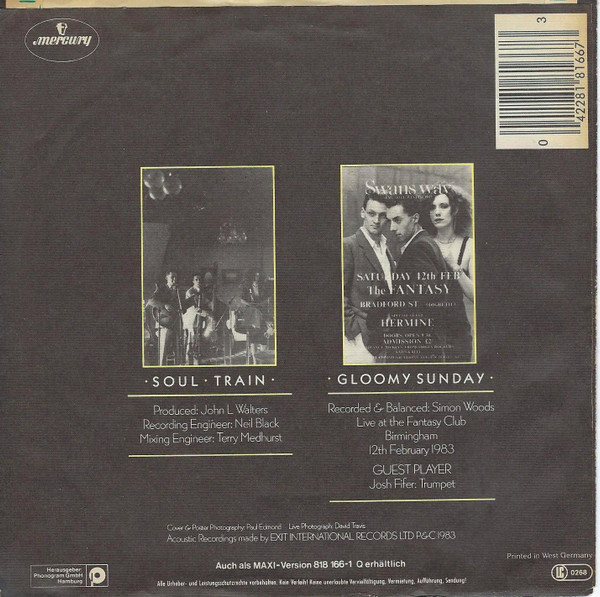 mercury
0 42281 81667 3
Swans way
SATURDAY 12th FEB
The FANTASY
BRADFORD ST
HERMINE
DOORS OPEN
ADMISSION £2
· SOUL · TRAIN ·
Produced: John L Walters
Recording Engineer: Neil Black
Mixing Engineer: Terry Medhurst
· GLOOMY SUNDAY ·
Recorded & Balanced: Simon Woods
Live at the Fantasy Club
Birmingham
12th February 1983
GUEST PLAYER
Josh Fifer: Trumpet
Cover & Poster Photography: Paul Edmond Live Photograph: David Travis
Acoustic Recordings made by EXIT INTERNATIONAL RECORDS LTD P&C 1983
Printed in West Germany
Herausgeber:
Phonogram GmbH
Hamburg
P
Auch als MAXI-Version 818 166-1 Q erhältlich
LC 0268
Alle Urheber- und Leistungsschutzrechte vorbehalten. Kein Verleih! Keine unerlaubte Vervielfältigung, Vermietung, Aufführung, Sendung!